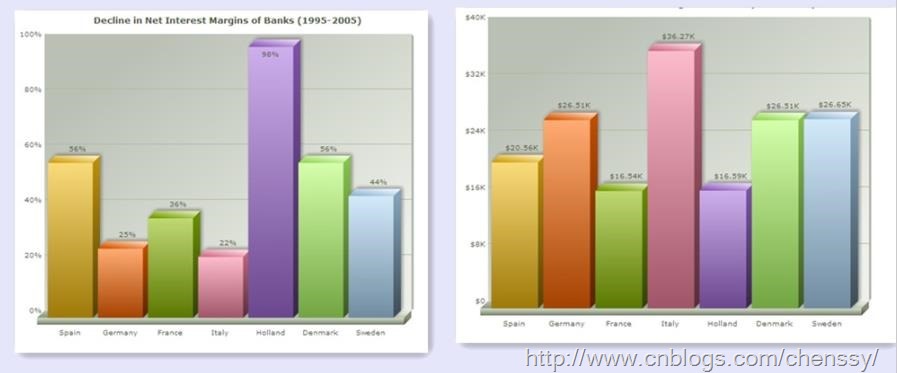 Decline in Net Interest Margins of Banks (1995-2005)
100%
80%
60%
40%
20%
0%
56%
25%
36%
22%
98%
56%
44%
Spain Germany France Italy Holland Denmark Sweden
$40K
$32K
$24K
$16K
$8K
$0
$20.56K
$26.51K
$16.54K
$36.27K
$16.59K
$26.51K
$26.65K
Spain Germany France Italy Holland Denmark Sweden
http://www.cnblogs.com/chenssy/